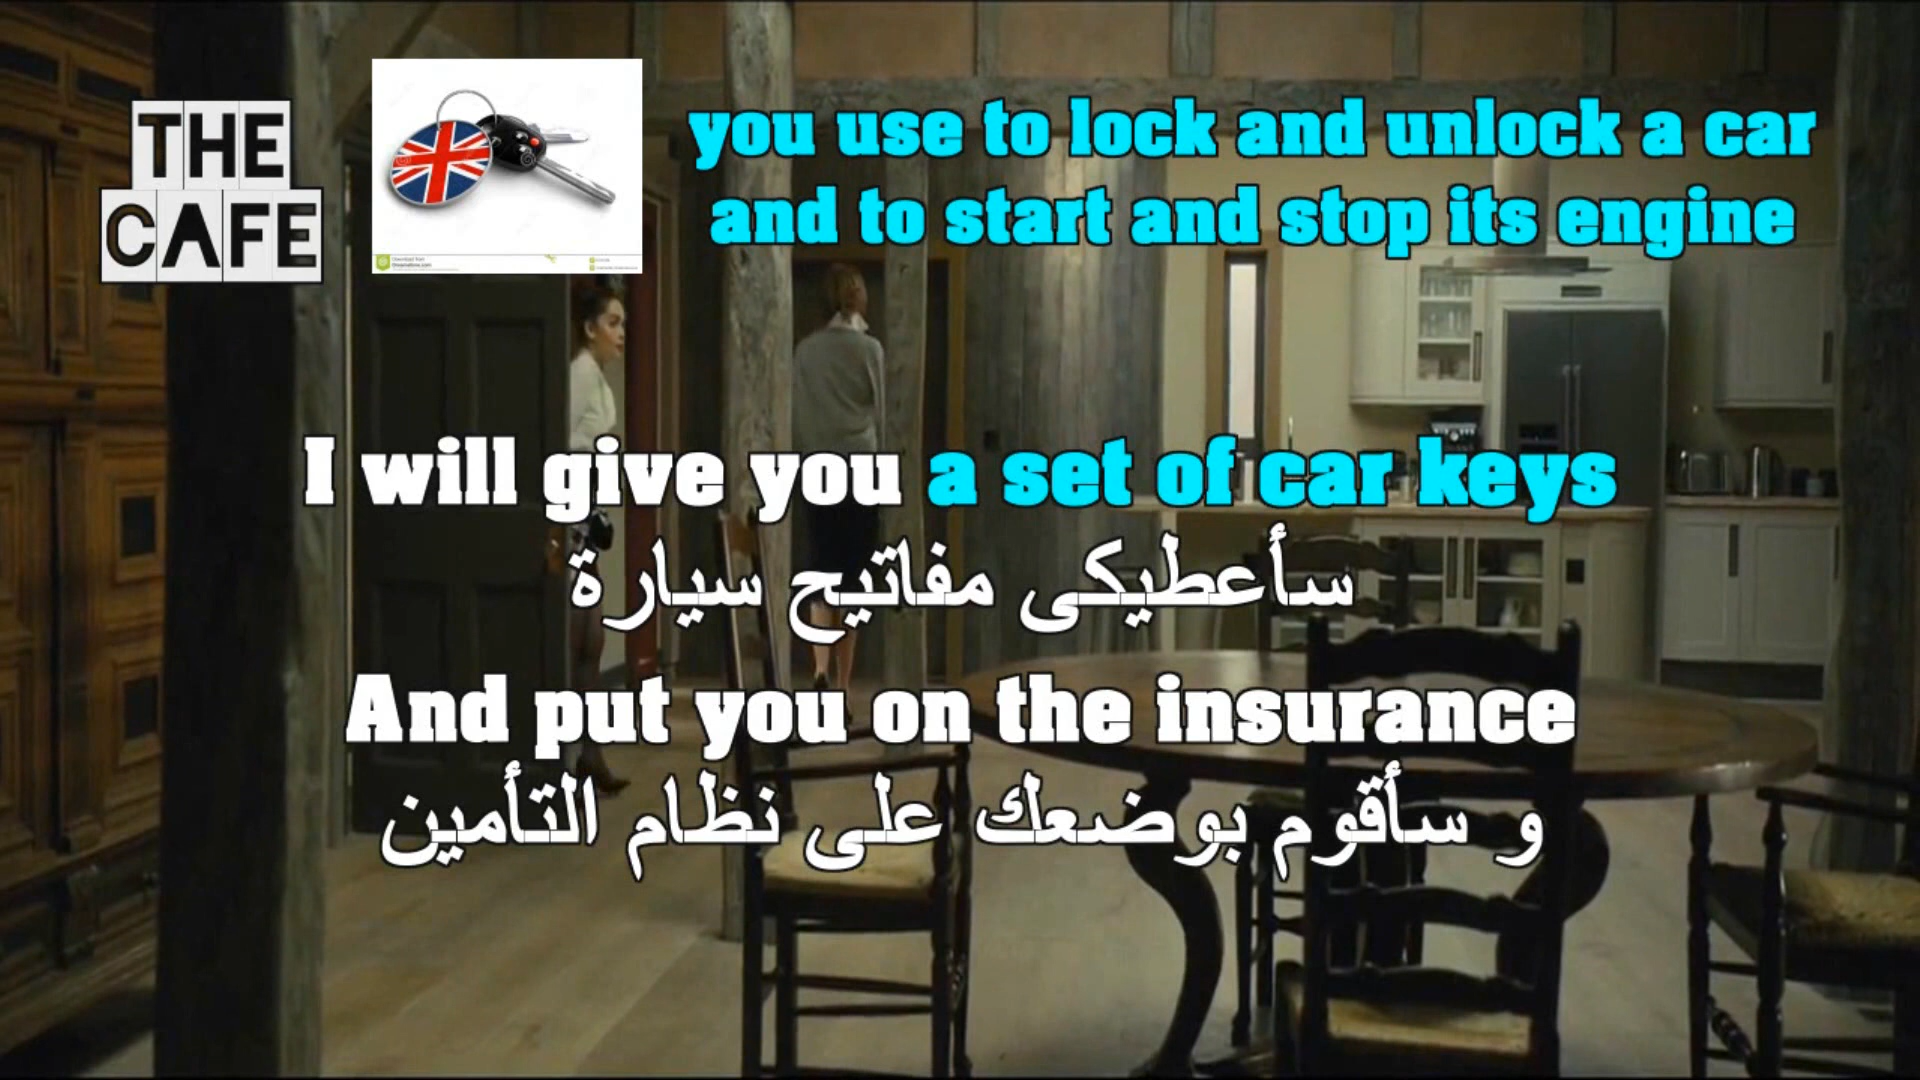 THE
CAFE
you use to lock and unlock a car
and to start and stop its engine
I will give you a set of car keys
سأعطيكى مفاتيح سيارة
And put you on the insurance
و سأقوم بوضعك على نظام التأمين